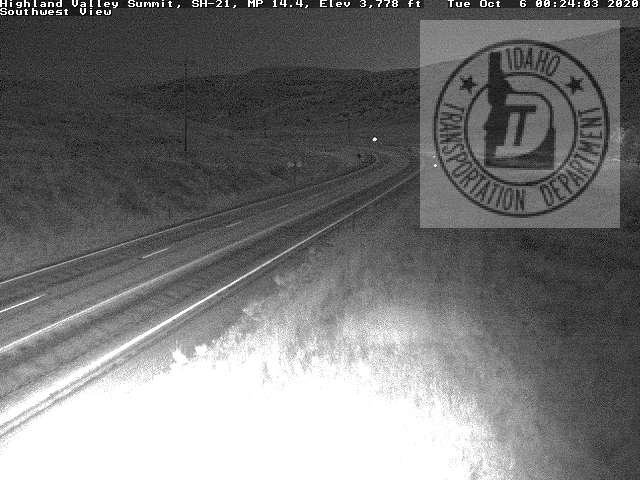 Highland Valley Summit, SH-21, MP 14.4, Elev 3,778 ft   Tue Oct  6 00:24:03 2020
Southwest View
IDAHO
TRANSPORTATION DEPARTMENT